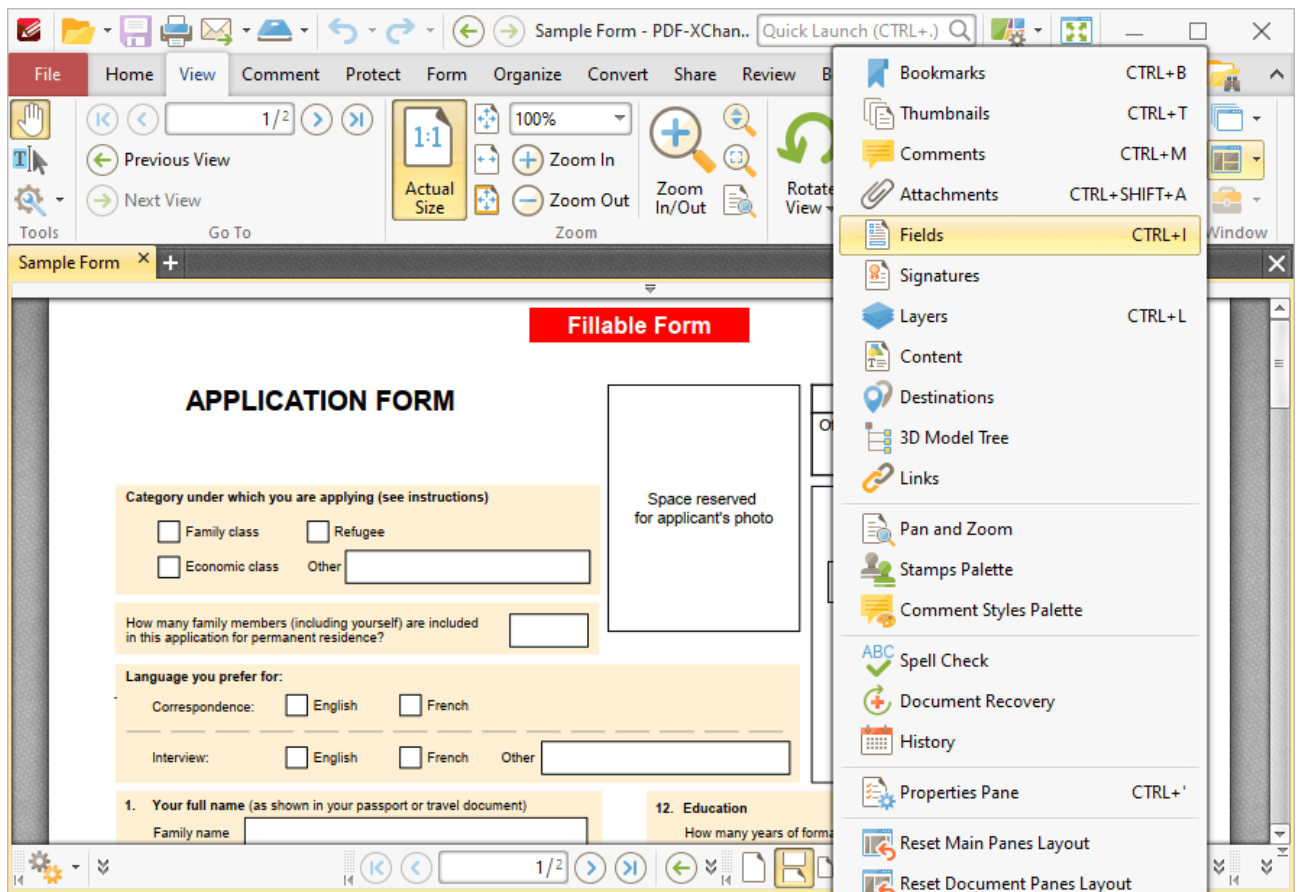 Sample Form - PDF-XChan..
Quick Launch (CTRL+.)
File Home View Comment Protect Form Organize Convert Share Review B
1/2
Previous View
Next View
1:1
Actual
Size
100%
Zoom In
Zoom Out
Zoom
In/Out
Rotate
View
Tools
Go To
Zoom
Window
Sample Form
Bookmarks CTRL+B
Thumbnails CTRL+T
Comments CTRL+M
Attachments CTRL+SHIFT+A
Fields CTRL+I
Signatures
Layers CTRL+L
Content
Destinations
3D Model Tree
Links
Pan and Zoom
Stamps Palette
Comment Styles Palette
ABC
Spell Check
Document Recovery
History
Properties Pane CTRL+'
Reset Main Panes Layout
Reset Document Panes Layout
Fillable Form
APPLICATION FORM
Space reserved
for applicant's photo
Category under which you are applying (see instructions)
Family class Refugee
Economic class Other
How many family members (including yourself) are included
in this application for permanent residence?
Language you prefer for:
Correspondence: English French
Interview: English French Other
1. Your full name (as shown in your passport or travel document)
Family name
12. Education
How many years of forma
1/2